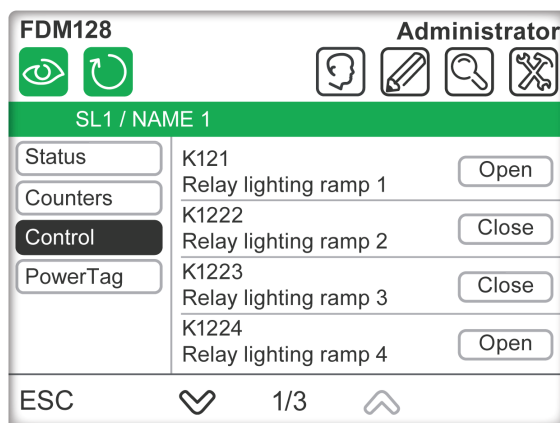 FDM128
Administrator
SL1 / NAME 1
Status
Counters
Control
PowerTag
K121
Relay lighting ramp 1
Open
K1222
Relay lighting ramp 2
Close
K1223
Relay lighting ramp 3
Close
K1224
Relay lighting ramp 4
Open
ESC
1/3